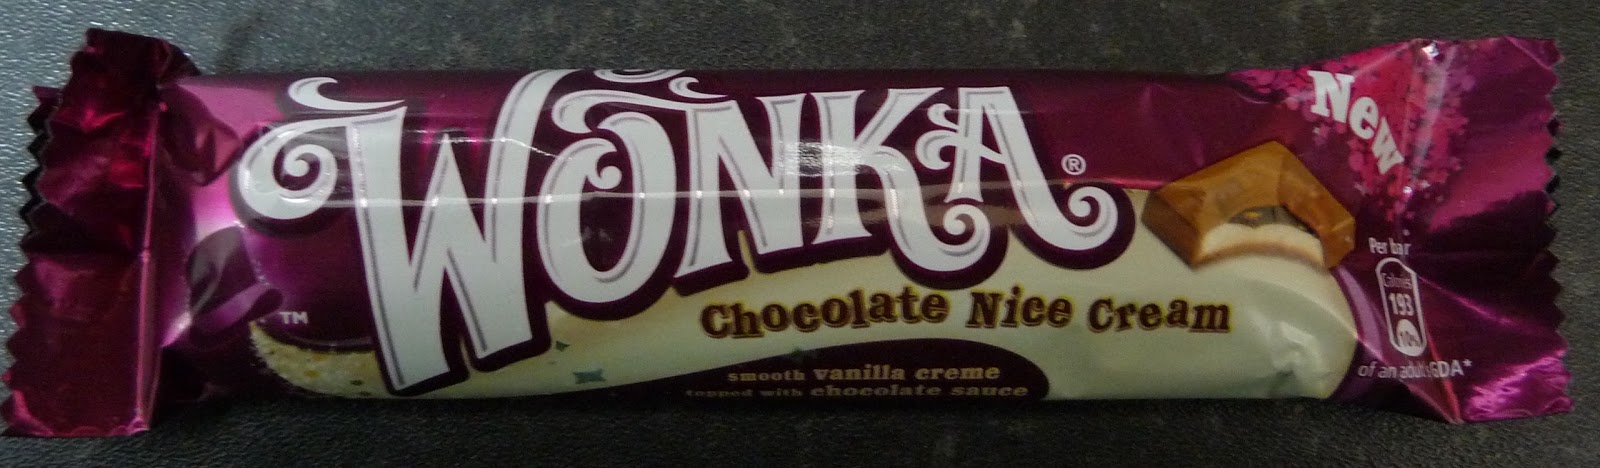 WONKA®
Chocolate Nice Cream
smooth vanilla creme
topped with chocolate sauce
TM
New
Per bar
Calories
193
10%
of an adult GDA*